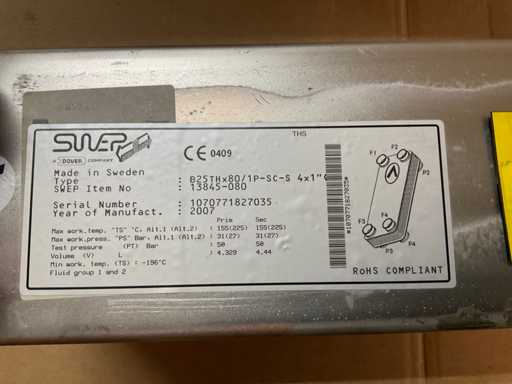 THS
SWEP
A DOVER COMPANY
CE 0409
Made in Sweden
Type : B25THx80/1P-SC-S 4x1"
SWEP Item No : 13845-080
Serial Number : 1070771827035
Year of Manufact. : 2007
Prim Sec
Max work.temp. "TS" °C. Alt.1 (Alt.2) : 155(225) 155(225)
Max work.press. "PS" Bar. Alt.1 (Alt.2) : 31(27) 31(27)
Test pressure (PT) Bar : 50 50
Volume (V) L : 4.329 4.44
Min work. temp. (TS): -196°C
Fluid group 1 and 2
F1
F2
P2
F3
F4
P3
P4
*1070771827035*
RoHS COMPLIANT